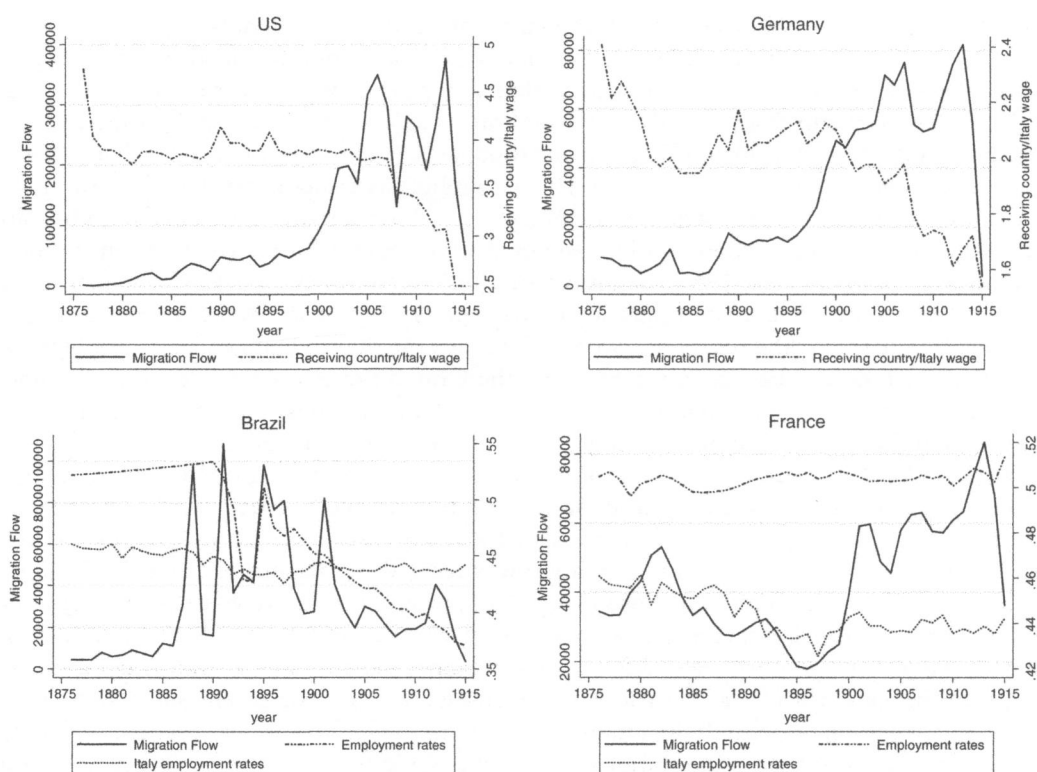 US
Germany
Migration Flow
0 100000 200000 300000 400000
2.5 3 3.5 4 4.5 5
Receiving country/Italy wage
1875 1880 1885 1890 1895 1900 1905 1910 1915
year
Migration Flow Receiving country/Italy wage
Migration Flow
0 20000 40000 60000 80000
1.6 1.8 2 2.2 2.4
Receiving country/Italy wage
1875 1880 1885 1890 1895 1900 1905 1910 1915
year
Migration Flow Receiving country/Italy wage
Brazil
France
Migration Flow
0 20000 40000 60000 80000 100000
.35 .4 .45 .5 .55
1875 1880 1885 1890 1895 1900 1905 1910 1915
year
Migration Flow Employment rates
Italy employment rates
Migration Flow
20000 40000 60000 80000
.42 .44 .46 .48 .5 .52
1875 1880 1885 1890 1895 1900 1905 1910 1915
year
Migration Flow Employment rates
Italy employment rates